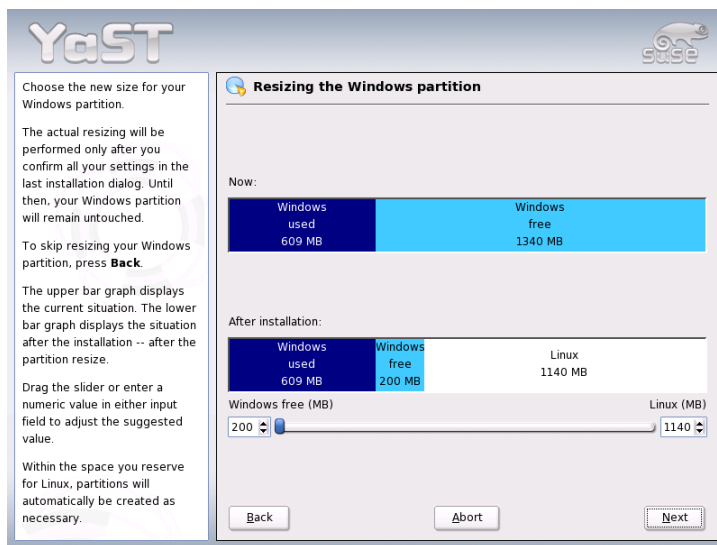 YaST
SUSE
Choose the new size for your
Windows partition.
The actual resizing will be
performed only after you
confirm all your settings in the
last installation dialog. Until
then, your Windows partition
will remain untouched.
To skip resizing your Windows
partition, press Back.
The upper bar graph displays
the current situation. The lower
bar graph displays the situation
after the installation -- after the
partition resize.
Drag the slider or enter a
numeric value in either input
field to adjust the suggested
value.
Within the space you reserve
for Linux, partitions will
automatically be created as
necessary.
Resizing the Windows partition
Now:
Windows
used
609 MB
Windows
free
1340 MB
After installation:
Windows
used
609 MB
Windows
free
200 MB
Linux
1140 MB
Windows free (MB)
Linux (MB)
200
1140
Back
Abort
Next